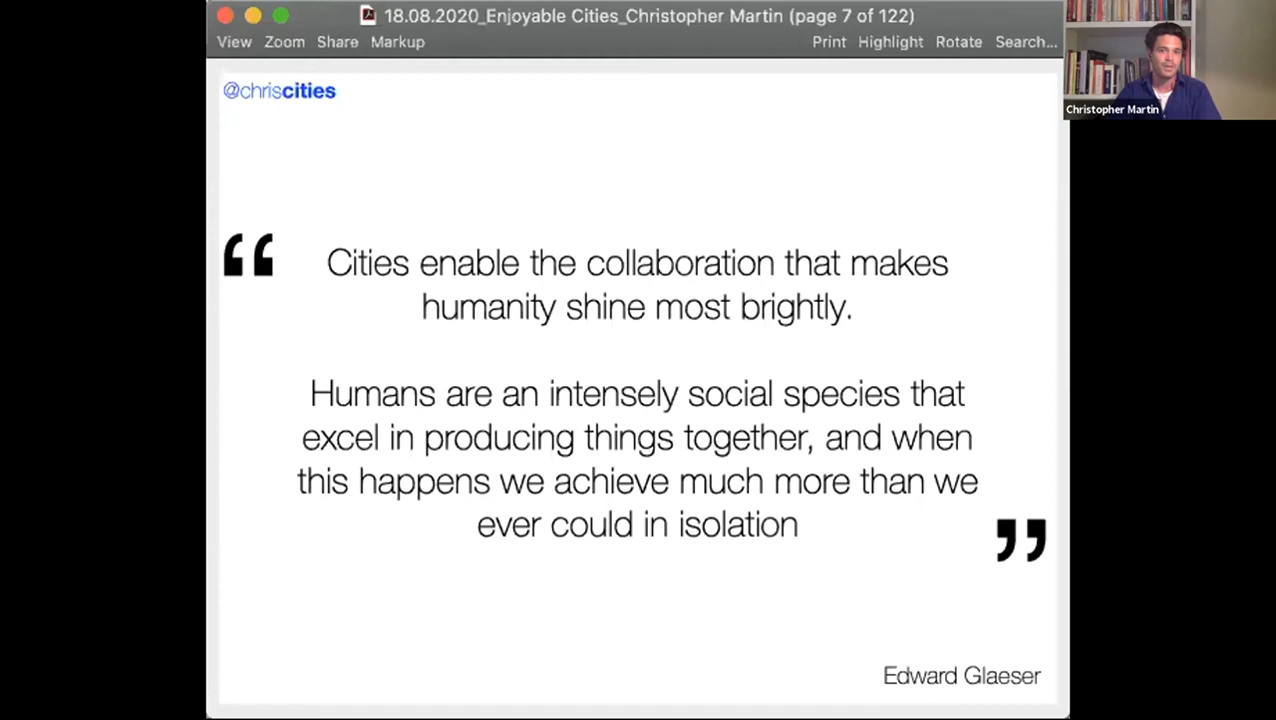 18.08.2020_Enjoyable Cities_Christopher Martin (page 7 of 122)
View Zoom Share Markup Print Highlight Rotate Search...
Christopher Martin
@chriscities
“
Cities enable the collaboration that makes
humanity shine most brightly.
Humans are an intensely social species that
excel in producing things together, and when
this happens we achieve much more than we
ever could in isolation
”
Edward Glaeser